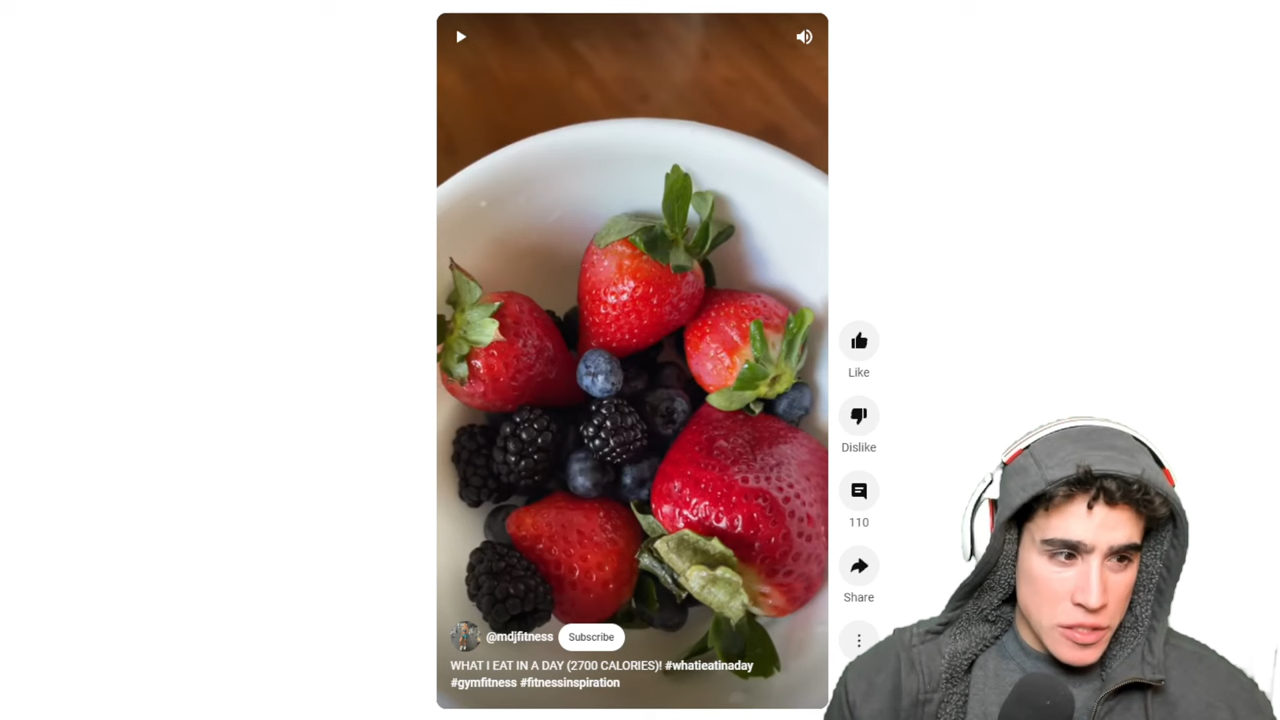 Like
Dislike
110
Share
@mdjfitness Subscribe
WHAT I EAT IN A DAY (2700 CALORIES)! #whatieatinaday
#gymfitness #fitnessinspiration